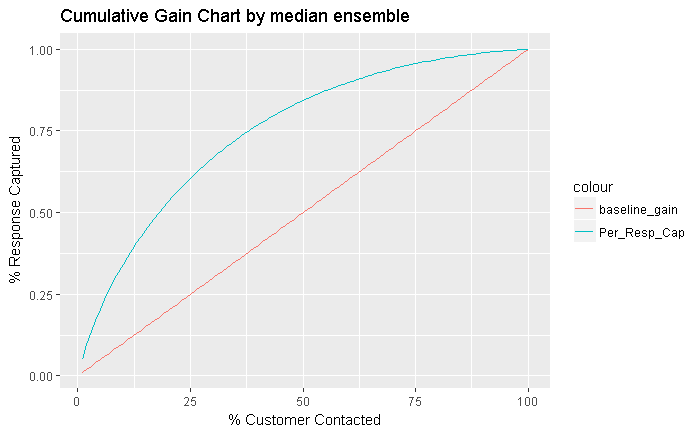 Cumulative Gain Chart by median ensemble
1.00
0.75
0.50
0.25
0.00
% Response Captured
0
25
50
75
100
% Customer Contacted
colour
baseline_gain
Per_Resp_Cap